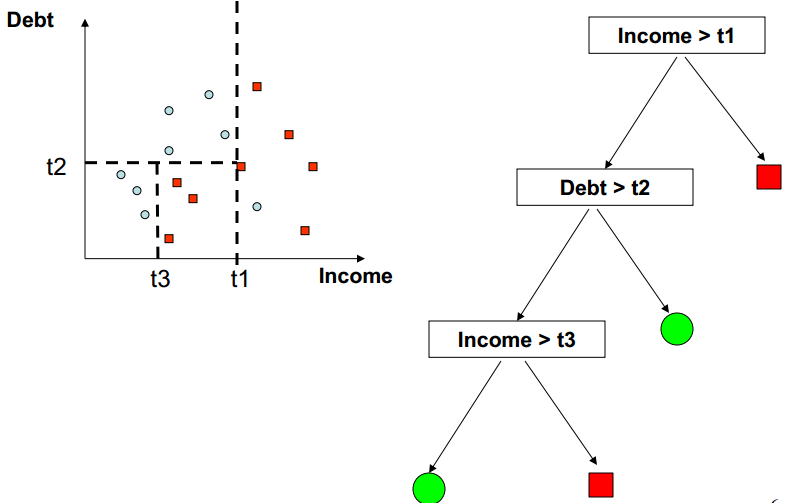 Debt
t2
t3
t1
Income
Income > t1
Debt > t2
Income > t3